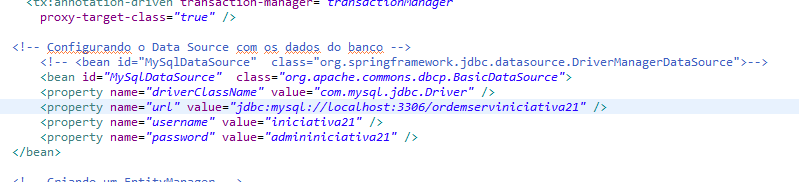 <tx:annotation-driven transaction-manager="transactionManager"
proxy-target-class="true" />
<!-- Configurando o Data Source com os dados do banco -->
<!-- <bean id="MySqlDataSource"  class="org.springframework.jdbc.datasource.DriverManagerDataSource">-->
<bean id="MySqlDataSource"  class="org.apache.commons.dbcp.BasicDataSource">
<property name="driverClassName" value="com.mysql.jdbc.Driver" />
<property name="url" value="jdbc:mysql://localhost:3306/ordemserviniciativa21" />
<property name="username" value="iniciativa21" />
<property name="password" value="admininiciativa21" />
</bean>
<!-- Criando um EntityManager -->